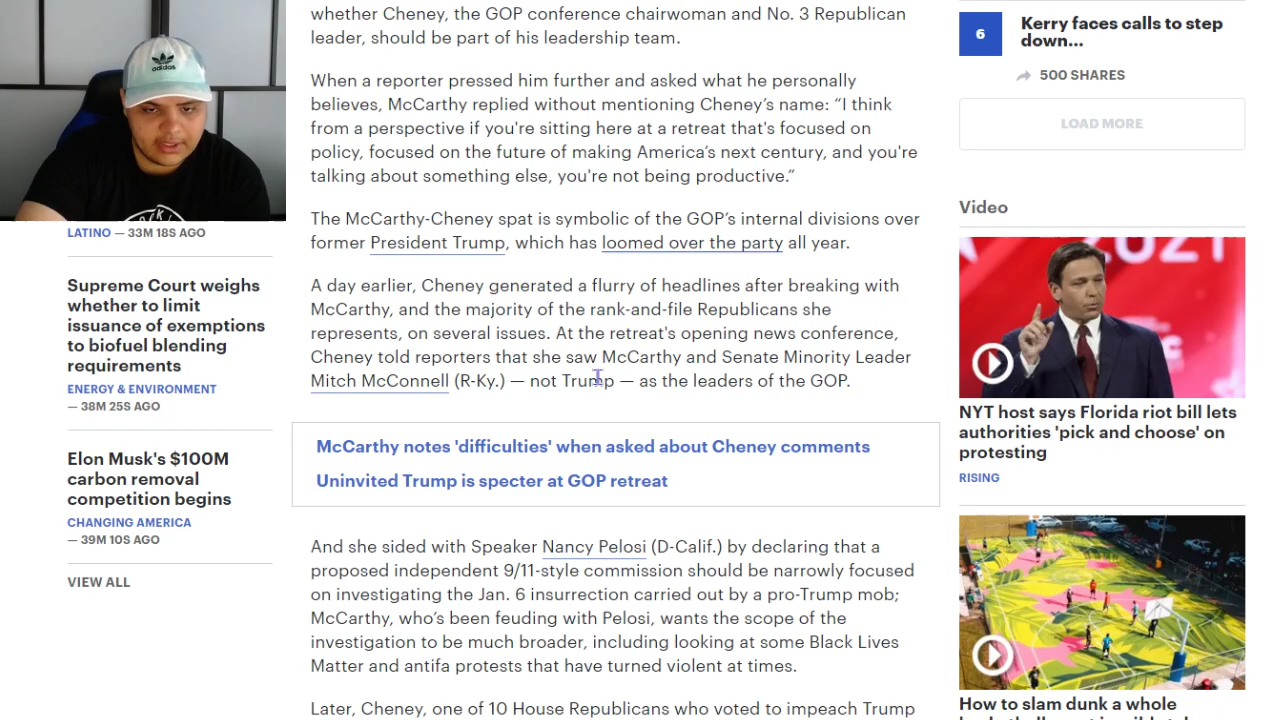 whether Cheney, the GOP conference chairwoman and No. 3 Republican
leader, should be part of his leadership team.
When a reporter pressed him further and asked what he personally
believes, McCarthy replied without mentioning Cheney’s name: “I think
from a perspective if you're sitting here at a retreat that's focused on
policy, focused on the future of making America’s next century, and you're
talking about something else, you're not being productive.”
The McCarthy-Cheney spat is symbolic of the GOP’s internal divisions over
former President Trump, which has loomed over the party all year.
A day earlier, Cheney generated a flurry of headlines after breaking with
McCarthy, and the majority of the rank-and-file Republicans she
represents, on several issues. At the retreat's opening news conference,
Cheney told reporters that she saw McCarthy and Senate Minority Leader
Mitch McConnell (R-Ky.) — not Trump — as the leaders of the GOP.
McCarthy notes 'difficulties' when asked about Cheney comments
Uninvited Trump is specter at GOP retreat
And she sided with Speaker Nancy Pelosi (D-Calif.) by declaring that a
proposed independent 9/11-style commission should be narrowly focused
on investigating the Jan. 6 insurrection carried out by a pro-Trump mob;
McCarthy, who’s been feuding with Pelosi, wants the scope of the
investigation to be much broader, including looking at some Black Lives
Matter and antifa protests that have turned violent at times.
Later, Cheney, one of 10 House Republicans who voted to impeach Trump
adidas
LATINO — 33M 18S AGO
Supreme Court weighs
whether to limit
issuance of exemptions
to biofuel blending
requirements
ENERGY & ENVIRONMENT
— 38M 25S AGO
Elon Musk's $100M
carbon removal
competition begins
CHANGING AMERICA
— 39M 10S AGO
VIEW ALL
6
Kerry faces calls to step
down...
500 SHARES
LOAD MORE
Video
2021
NYT host says Florida riot bill lets
authorities 'pick and choose' on
protesting
RISING
How to slam dunk a whole